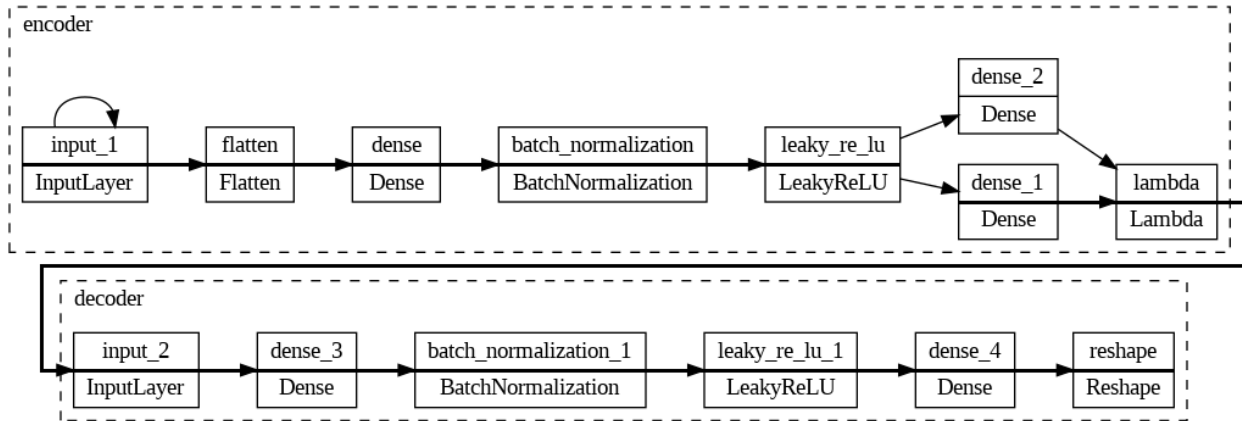 encoder
input_1
InputLayer
flatten
Flatten
dense
Dense
batch_normalization
BatchNormalization
leaky_re_lu
LeakyReLU
dense_2
Dense
dense_1
Dense
lambda
Lambda
decoder
input_2
InputLayer
dense_3
Dense
batch_normalization_1
BatchNormalization
leaky_re_lu_1
LeakyReLU
dense_4
Dense
reshape
Reshape